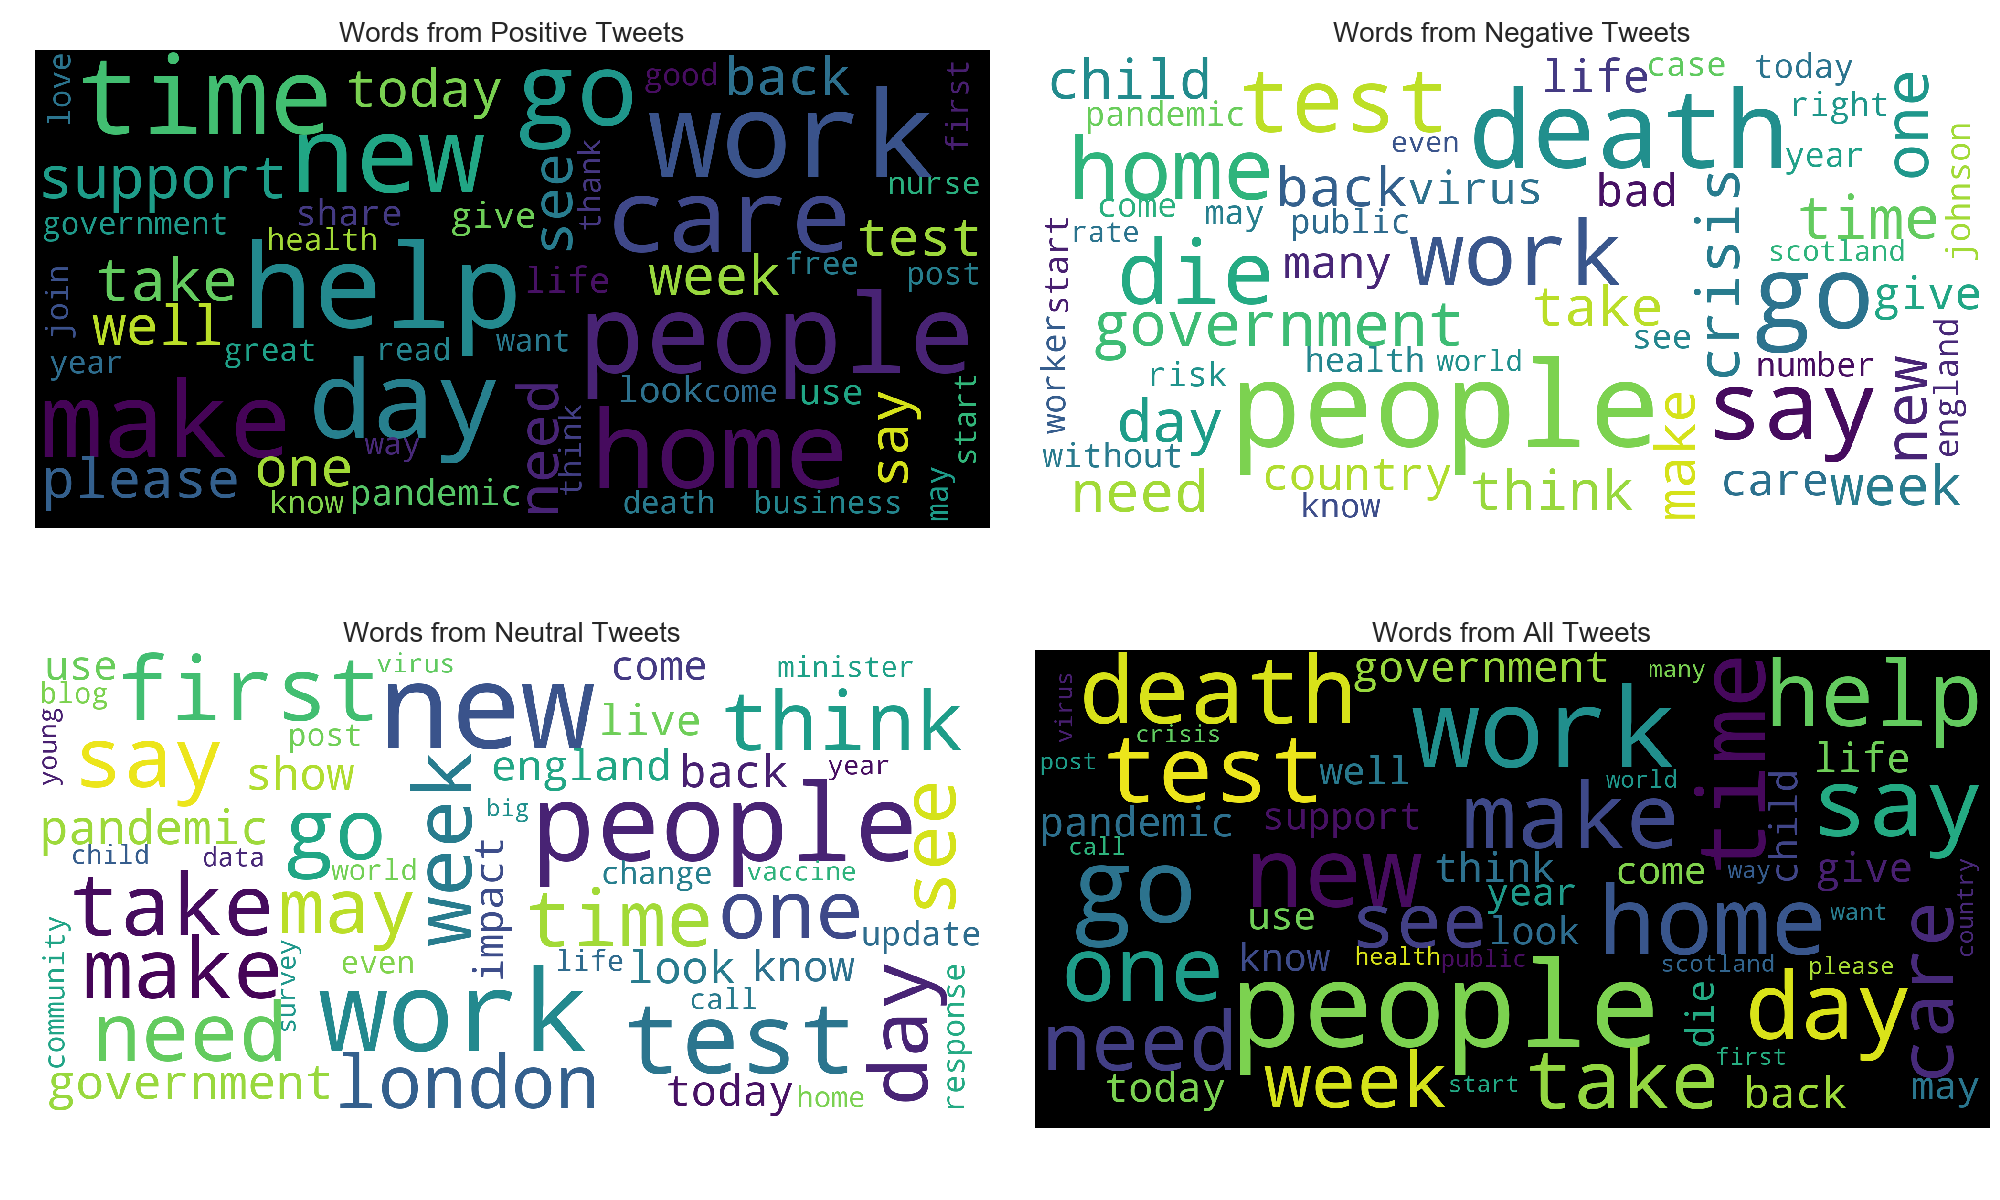 Words from Positive Tweets
love
time
today
go
good
back
work
first
support
new
see
thank
care
nurse
government
share
give
test
health
help
take
life
week
free
post
join
well
people
year
great
read
want
make
day
need
look
come
use
say
start
way
think
home
please
one
know
pandemic
death
business
may
Words from Negative Tweets
child
test
life
case
today
pandemic
death
right
one
even
home
back
virus
bad
year
crisis
johnson
come
may
public
time
rate
start
die
many
work
scotland
go
give
government
take
see
worker
risk
health
world
number
england
people
say
new
day
make
without
country
think
care
week
need
know
Words from Neutral Tweets
use
first
virus
new
come
minister
blog
think
live
young
say
post
show
week
england
back
year
see
pandemic
go
big
people
child
data
world
impact
change
vaccine
take
may
time
one
update
community
make
survey
even
life
look
know
need
work
call
test
day
response
government
london
today
home
Words from All Tweets
virus
death
government
many
time
help
work
crisis
post
test
well
world
life
pandemic
support
make
child
say
call
new
think
come
way
give
go
year
use
see
home
want
care
country
one
know
look
health
public
scotland
please
need
people
die
day
first
today
week
start
take
back
may